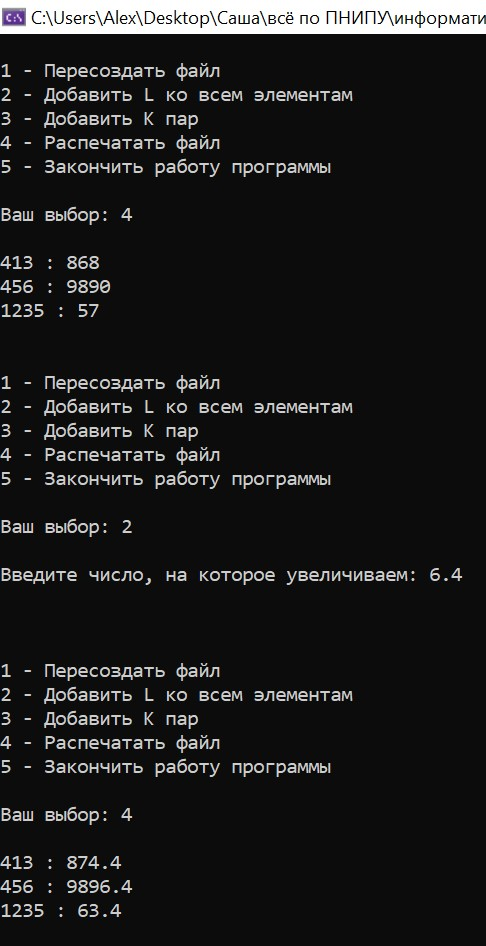 C:\Users\Alex\Desktop\Саша\всё по ПНИПУ\информати
1 - Пересоздать файл
2 - Добавить L ко всем элементам
3 - Добавить K пар
4 - Распечатать файл
5 - Закончить работу программы
Ваш выбор: 4
413 : 868
456 : 9890
1235 : 57
1 - Пересоздать файл
2 - Добавить L ко всем элементам
3 - Добавить K пар
4 - Распечатать файл
5 - Закончить работу программы
Ваш выбор: 2
Введите число, на которое увеличиваем: 6.4
1 - Пересоздать файл
2 - Добавить L ко всем элементам
3 - Добавить K пар
4 - Распечатать файл
5 - Закончить работу программы
Ваш выбор: 4
413 : 874.4
456 : 9896.4
1235 : 63.4